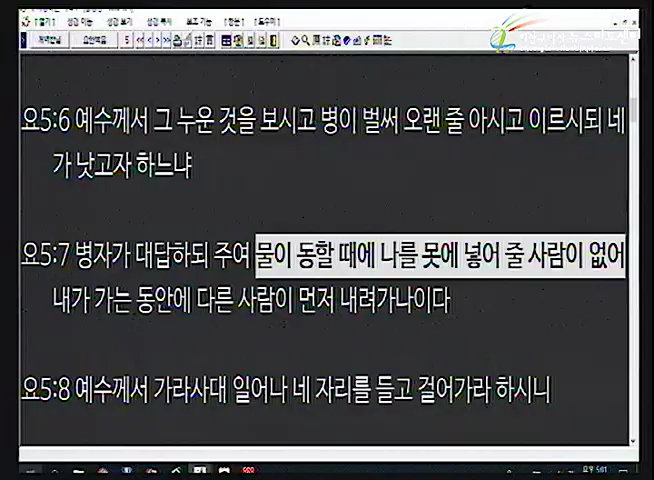 요5:6 예수께서 그 누운 것을 보시고 병이 벌써 오랜 줄 아시고 이르시되 네
가 낫고자 하느냐
요5:7 병자가 대답하되 주여 물이 동할 때에 나를 못에 넣어 줄 사람이 없어
내가 가는 동안에 다른 사람이 먼저 내려가나이다
요5:8 예수께서 가라사대 일어나 네 자리를 들고 걸어가라 하시니